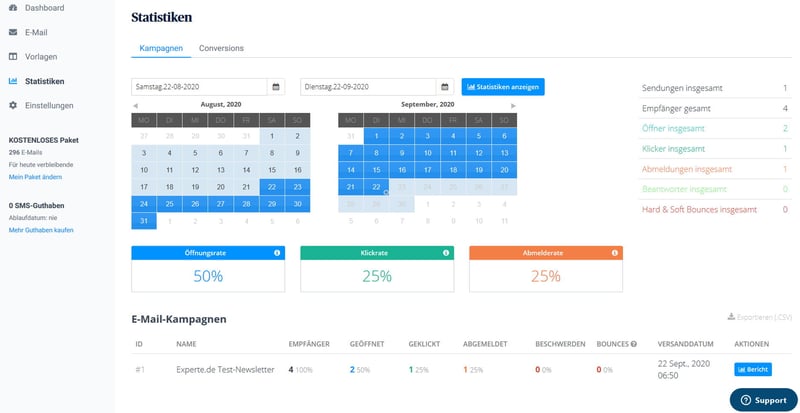 Dashboard
E-Mail
Vorlagen
Statistiken
Einstellungen
KOSTENLOSES Paket
296 E-Mails
Für heute verbleibende
Mein Paket ändern
0 SMS-Guthaben
Ablaufdatum: nie
Mehr Guthaben kaufen
Statistiken
Kampagnen Conversions
Samstag,22-08-2020 Dienstag,22-09-2020 Statistiken anzeigen
August, 2020
MO DI MI DO FR SA SO
27 28 29 30 31 1 2
3 4 5 6 7 8 9
10 11 12 13 14 15 16
17 18 19 20 21 22 23
24 25 26 27 28 29 30
31 1 2 3 4 5 6
September, 2020
MO DI MI DO FR SA SO
31 1 2 3 4 5 6
7 8 9 10 11 12 13
14 15 16 17 18 19 20
21 22 23 24 25 26 27
28 29 30 1 2 3 4
5 6 7 8 9 10 11
Sendungen insgesamt 1
Empfänger gesamt 4
Öffner insgesamt 2
Klicker insgesamt 1
Abmeldungen insgesamt 1
Beantworter insgesamt 0
Hard & Soft Bounces insgesamt 0
Öffnungsrate
50%
Klickrate
25%
Abmelderate
25%
E-Mail-Kampagnen
Exportieren (.CSV)
ID NAME EMPFÄNGER GEÖFFNET GEKLICKT ABGEMELDET BESCHWERDEN BOUNCES VERSANDDATUM AKTIONEN
#1 Experte.de Test-Newsletter 4 100% 2 50% 1 25% 1 25% 0 0% 0 0% 22 Sept., 2020 Bericht
06:50
Support